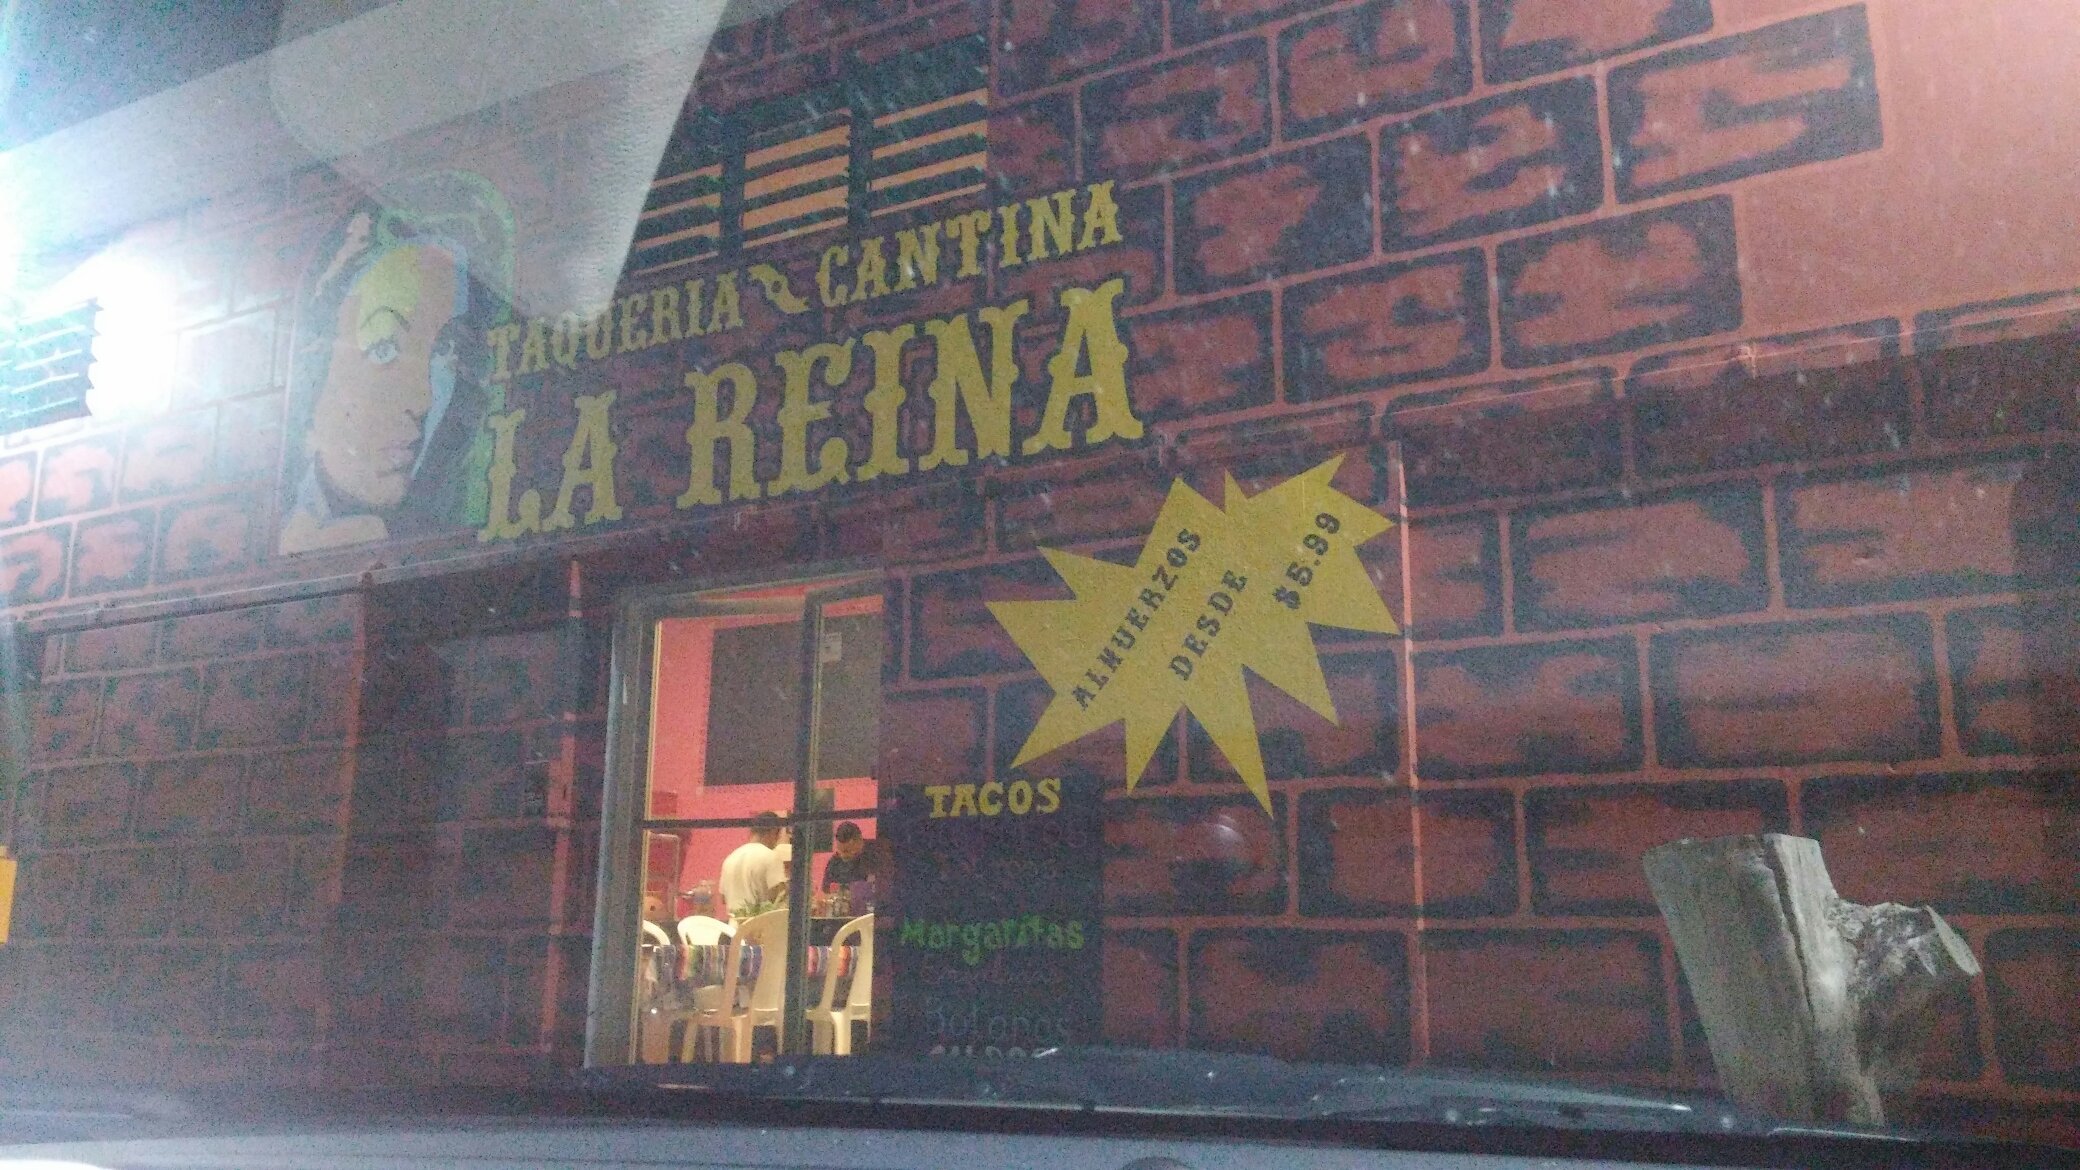 TAQUERIA Y CANTINA
LA REINA
ALMUERZOS
DESDE
$5.99
TACOS
Margaritas